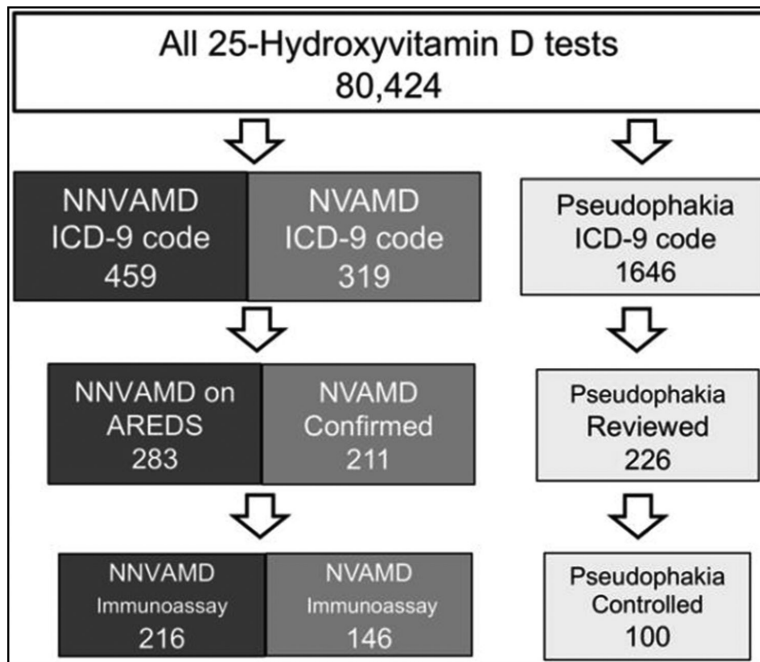 All 25-Hydroxyvitamin D tests
80,424
NNVAMD
ICD-9 code
459
NVAMD
ICD-9 code
319
Pseudophakia
ICD-9 code
1646
NNVAMD on
AREDS
283
NVAMD
Confirmed
211
Pseudophakia
Reviewed
226
NNVAMD
Immunoassay
216
NVAMD
Immunoassay
146
Pseudophakia
Controlled
100